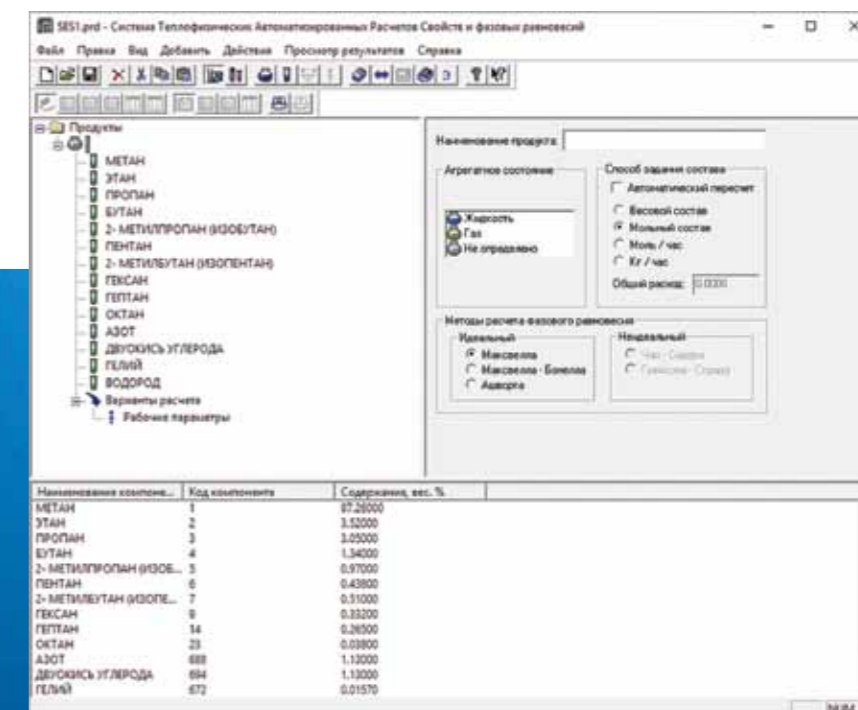 SES1.prd - Система Теплофизических Автоматизированных Расчетов Свойств и фазовых равновесий
Файл Правка Вид Добавить Действия Просмотр результатов Справка
Продукты
МЕТАН
ЭТАН
ПРОПАН
БУТАН
2- МЕТИЛПРОПАН (ИЗОБУТАН)
ПЕНТАН
2- МЕТИЛБУТАН (ИЗОПЕНТАН)
ГЕКСАН
ГЕПТАН
ОКТАН
АЗОТ
ДВУОКИСЬ УГЛЕРОДА
ГЕЛИЙ
ВОДОРОД
Варианты расчета
Рабочие параметры
Наименование продукта:
Агрегатное состояние
Жидкость
Газ
Не определено
Способ задания состава
Автоматический пересчет
Весовой состав
Мольный состав
Моль / час
Кг / час
Общий расход: 0.0000
Методы расчета фазового равновесия
Идеальный
Максвелла
Максвелла - Бонелла
Ашворта
Неидеальный
Наименование компоне... Код компонента Содержание, вес. %
МЕТАН 1 87.26000
ЭТАН 2 3.52000
ПРОПАН 3 3.05000
БУТАН 4 1.34000
2- МЕТИЛПРОПАН (ИЗОБ... 5 0.97000
ПЕНТАН 6 0.43800
2- МЕТИЛБУТАН (ИЗОПЕ... 7 0.51000
ГЕКСАН 0.33200
ГЕПТАН 14 0.26500
ОКТАН 23 0.03800
АЗОТ 688 1.13000
ДВУОКИСЬ УГЛЕРОДА 694 1.13000
ГЕЛИЙ 672 0.01570
NUM